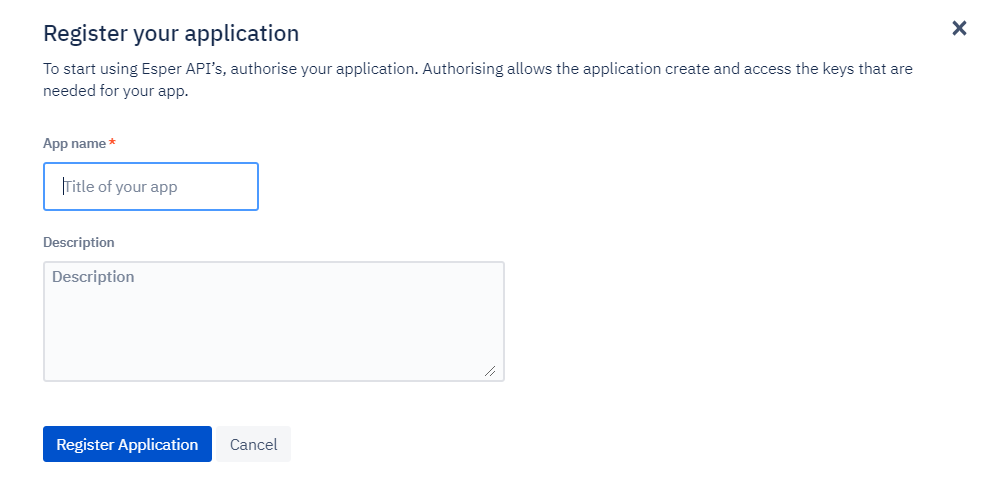 Register your application
To start using Esper API’s, authorise your application. Authorising allows the application create and access the keys that are
needed for your app.
App name *
Title of your app
Description
Description
Register Application
Cancel